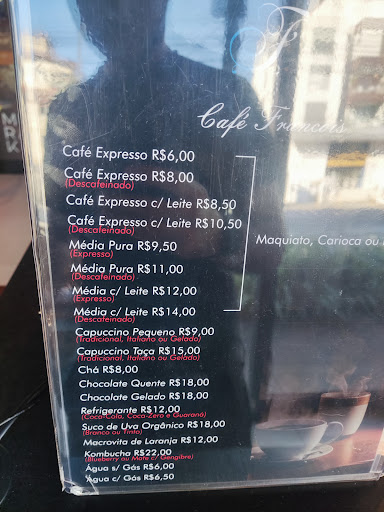 Café Francois
Café Expresso R$6,00
Café Expresso R$8,00
(Descafeinado)
Café Expresso c/ Leite R$8,50
Café Expresso c/ Leite R$10,50
(Descafeinado)
Média Pura R$9,50
(Expresso)
Maquiato, Carioca ou
Média Pura R$11,00
(Descafeinado)
Média c/ Leite R$12,00
(Expresso)
Média c/ Leite R$14,00
(Descafeinado)
Capuccino Pequeno R$9,00
(Tradicional, Italiano ou Gelado)
Capuccino Taça R$15,00
(Tradicional, Italiano ou Gelado)
Chá R$8,00
Chocolate Quente R$18,00
Chocolate Gelado R$18,00
Refrigerante R$12,00
(Coca-Cola, Coca-Zero e Guaraná)
Suco de Uva Orgânico R$18,00
(Branco ou Tinto)
Macrovita de Laranja R$12,00
Kombucha R$22,00
(Blueberry ou Mate c/ Gengibre)
Água s/ Gás R$6,00
Água c/ Gás R$6,50